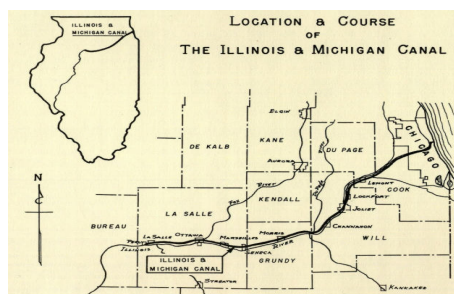 ILLINOIS &
MICHIGAN CANAL
LOCATION & COURSE
OF
THE ILLINOIS & MICHIGAN CANAL
N
ELGIN
DE KALB
KANE
DU PAGE
CHICAGO
AURORA
FOX
RIVER
DU PAGE
COOK
LEMONT
LOCKPORT
JOLIET
CHANNAHON
WILL
KENDALL
LA SALLE
BUREAU
PERU
LA SALLE
OTTAWA
MARSEILLES
SENECA
MORRIS
RIVER
ILLINOIS
GRUNDY
ILLINOIS &
MICHIGAN CANAL
STREATOR
KANKAKEE